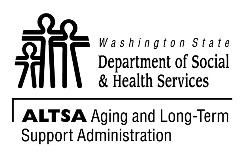 Washington State
Department of Social
& Health Services
ALTSA Aging and Long-Term
Support Administration